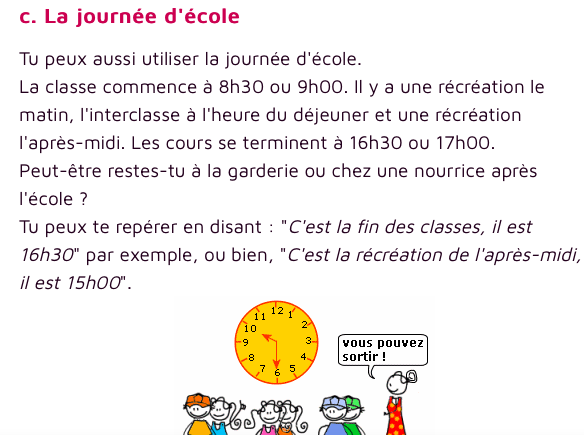 c. La journée d'école
Tu peux aussi utiliser la journée d'école.
La classe commence à 8h30 ou 9h00. Il y a une récréation le
matin, l'interclasse à l'heure du déjeuner et une récréation
l'après-midi. Les cours se terminent à 16h30 ou 17h00.
Peut-être restes-tu à la garderie ou chez une nourrice après
l'école ?
Tu peux te repérer en disant : "C'est la fin des classes, il est
16h30" par exemple, ou bien, "C'est la récréation de l'après-midi,
il est 15h00".
12
11 1
10 2
9 3
8 4
7 5
6
vous pouvez
sortir !